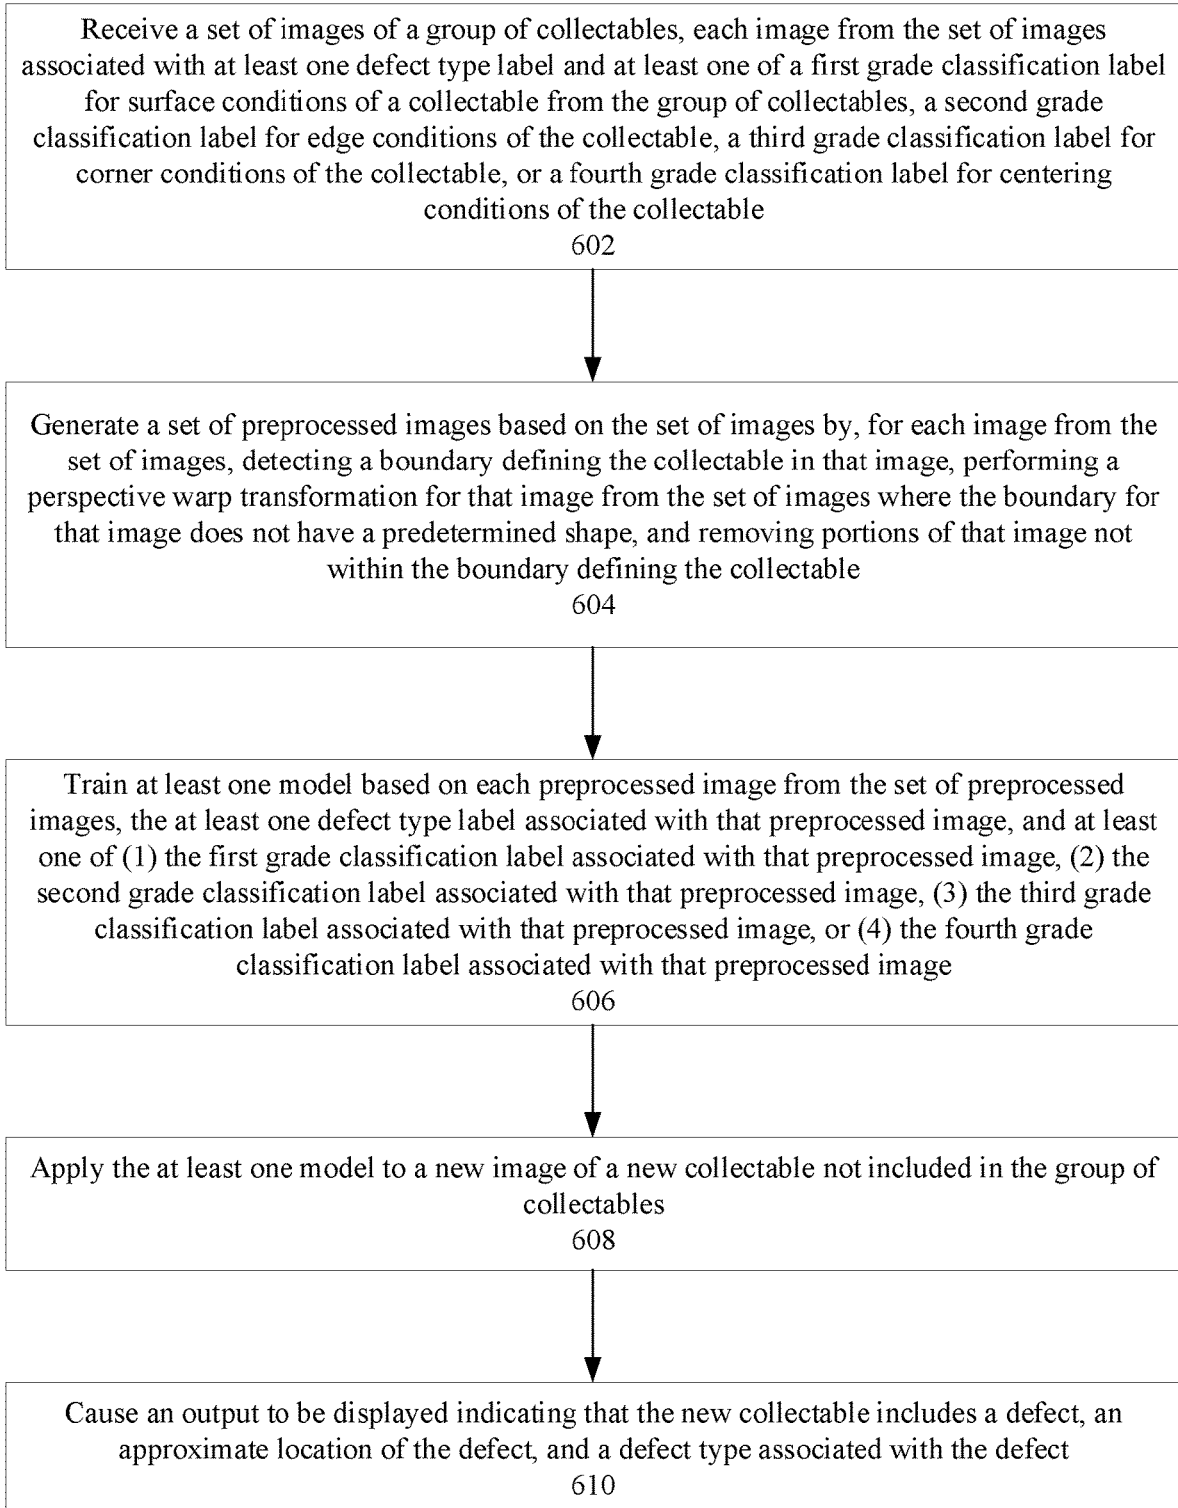 Receive a set of images of a group of collectables, each image from the set of images
associated with at least one defect type label and at least one of a first grade classification label
for surface conditions of a collectable from the group of collectables, a second grade
classification label for edge conditions of the collectable, a third grade classification label for
corner conditions of the collectable, or a fourth grade classification label for centering
conditions of the collectable
602
Generate a set of preprocessed images based on the set of images by, for each image from the
set of images, detecting a boundary defining the collectable in that image, performing a
perspective warp transformation for that image from the set of images where the boundary for
that image does not have a predetermined shape, and removing portions of that image not
within the boundary defining the collectable
604
Train at least one model based on each preprocessed image from the set of preprocessed
images, the at least one defect type label associated with that preprocessed image, and at least
one of (1) the first grade classification label associated with that preprocessed image, (2) the
second grade classification label associated with that preprocessed image, (3) the third grade
classification label associated with that preprocessed image, or (4) the fourth grade
classification label associated with that preprocessed image
606
Apply the at least one model to a new image of a new collectable not included in the group of
collectables
608
Cause an output to be displayed indicating that the new collectable includes a defect, an
approximate location of the defect, and a defect type associated with the defect
610